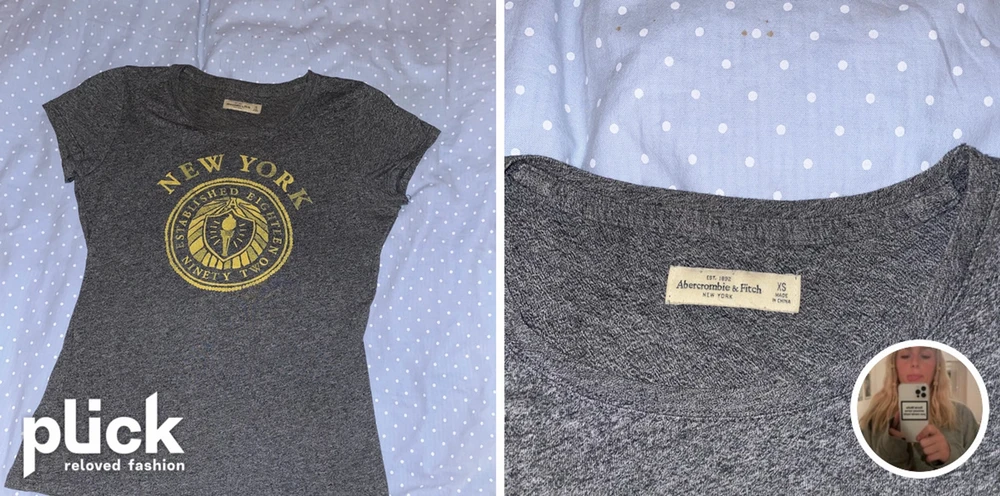 NEW YORK
ESTABLISHED EIGHTEEN
NINETY TWO
plick
reloved fashion
EST. 1892
Abercrombie & Fitch
NEW YORK
XS
MADE
IN CHINA